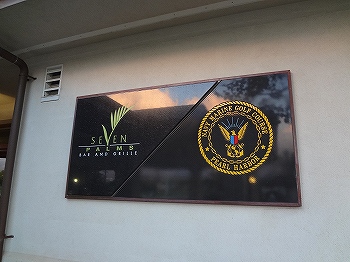 SEVEN
PALMS
BAR AND GRILLE
NAVY MARINE GOLF COURSE
PEARL HARBOR